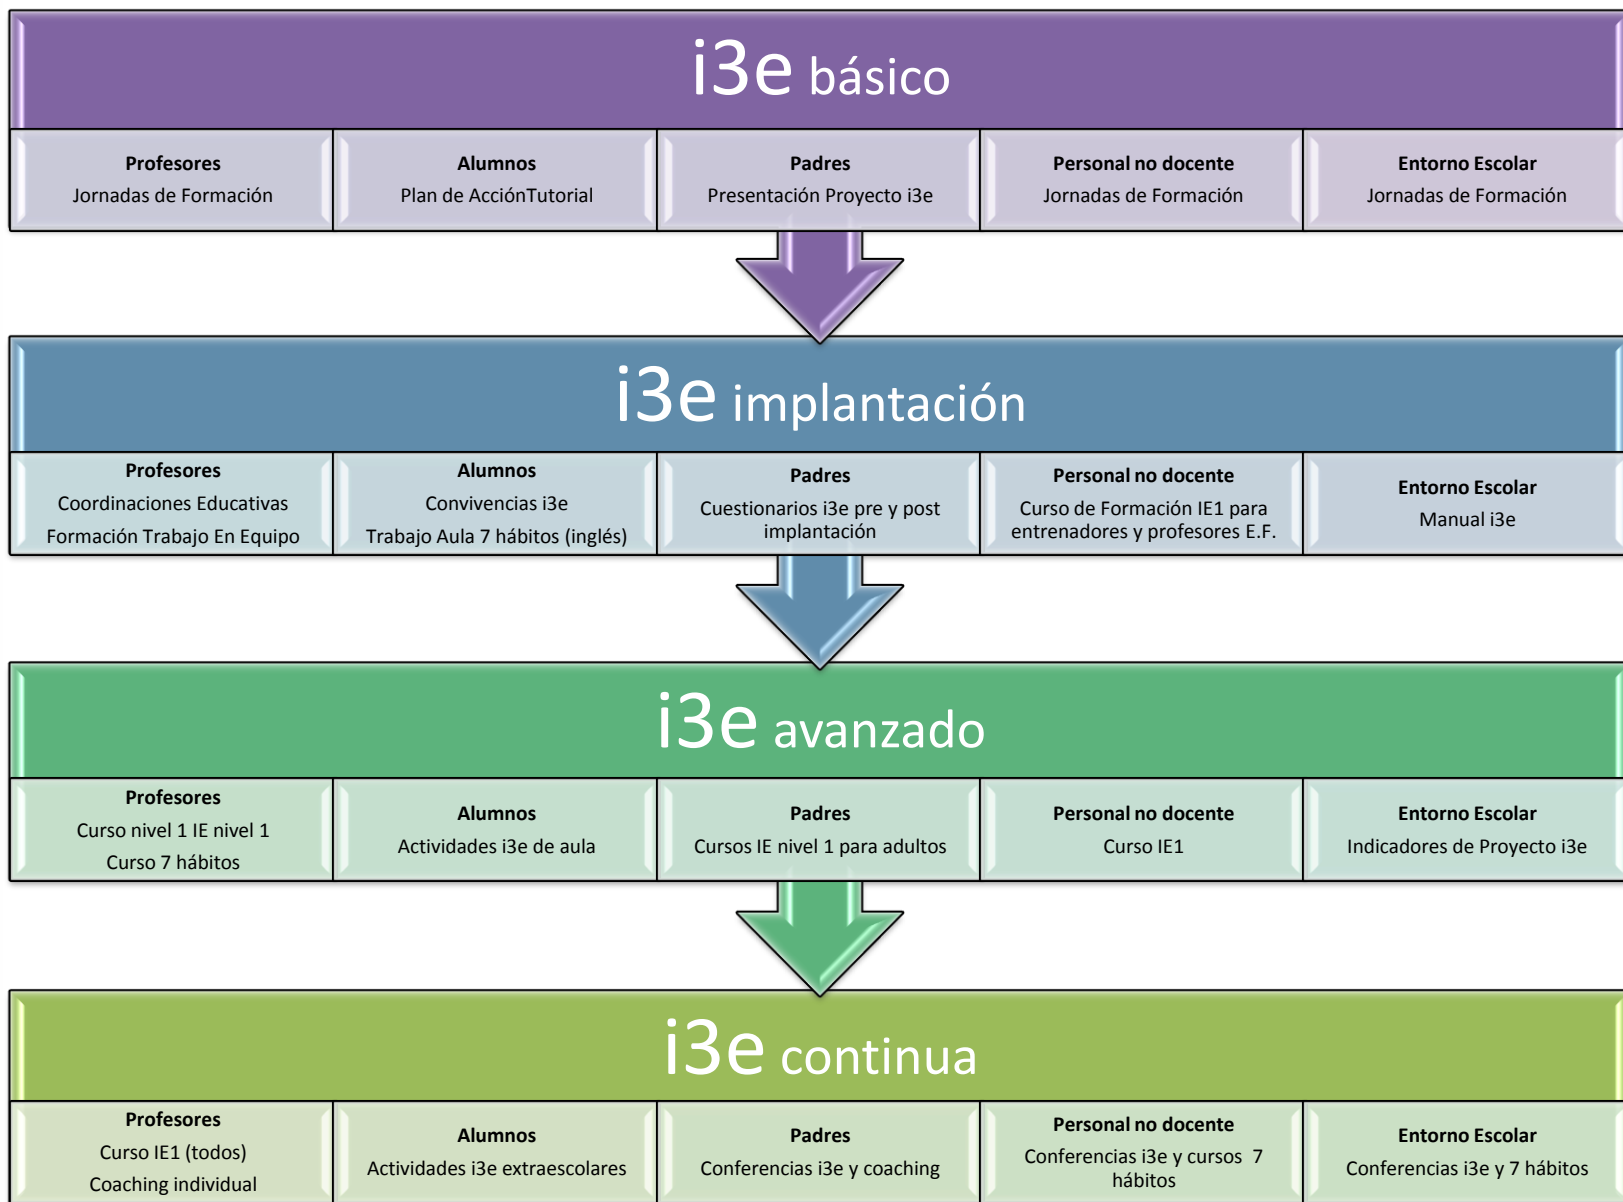 i3e básico
Profesores
Jornadas de Formación
Alumnos
Plan de AcciónTutorial
Padres
Presentación Proyecto i3e
Personal no docente
Jornadas de Formación
Entorno Escolar
Jornadas de Formación
i3e implantación
Profesores
Coordinaciones Educativas
Formación Trabajo En Equipo
Alumnos
Convivencias i3e
Trabajo Aula 7 hábitos (inglés)
Padres
Cuestionarios i3e pre y post
implantación
Personal no docente
Curso de Formación IE1 para
entrenadores y profesores E.F.
Entorno Escolar
Manual i3e
i3e avanzado
Profesores
Curso nivel 1 IE nivel 1
Curso 7 hábitos
Alumnos
Actividades i3e de aula
Padres
Cursos IE nivel 1 para adultos
Personal no docente
Curso IE1
Entorno Escolar
Indicadores de Proyecto i3e
i3e continua
Profesores
Curso IE1 (todos)
Coaching individual
Alumnos
Actividades i3e extraescolares
Padres
Conferencias i3e y coaching
Personal no docente
Conferencias i3e y cursos 7
hábitos
Entorno Escolar
Conferencias i3e y 7 hábitos